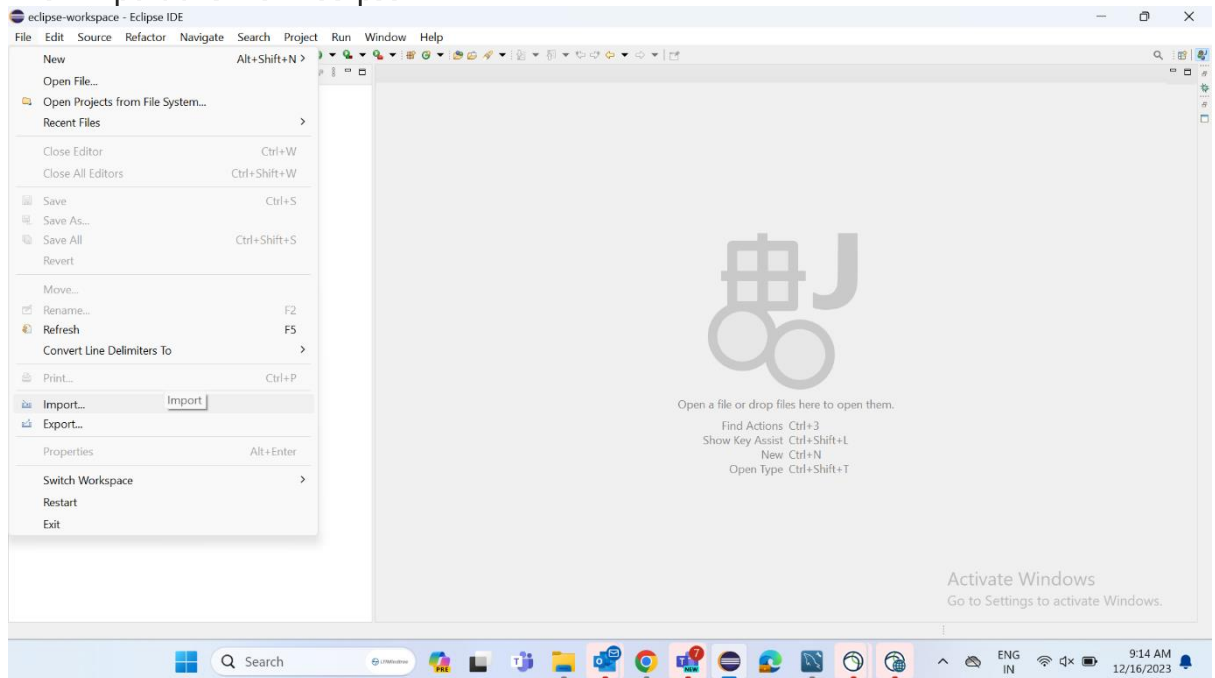 eclipse-workspace - Eclipse IDE
File Edit Source Refactor Navigate Search Project Run Window Help
New Alt+Shift+N >
Open File...
Open Projects from File System...
Recent Files >
Close Editor Ctrl+W
Close All Editors Ctrl+Shift+W
Save Ctrl+S
Save As...
Save All Ctrl+Shift+S
Revert
Move...
Rename... F2
Refresh F5
Convert Line Delimiters To >
Print... Ctrl+P
Import... Import
Export...
Properties Alt+Enter
Switch Workspace >
Restart
Exit
Open a file or drop files here to open them.
Find Actions Ctrl+3
Show Key Assist Ctrl+Shift+L
New Ctrl+N
Open Type Ctrl+Shift+T
Activate Windows
Go to Settings to activate Windows.
Search
PRE
NEW
7
ENG
IN
9:14 AM
12/16/2023